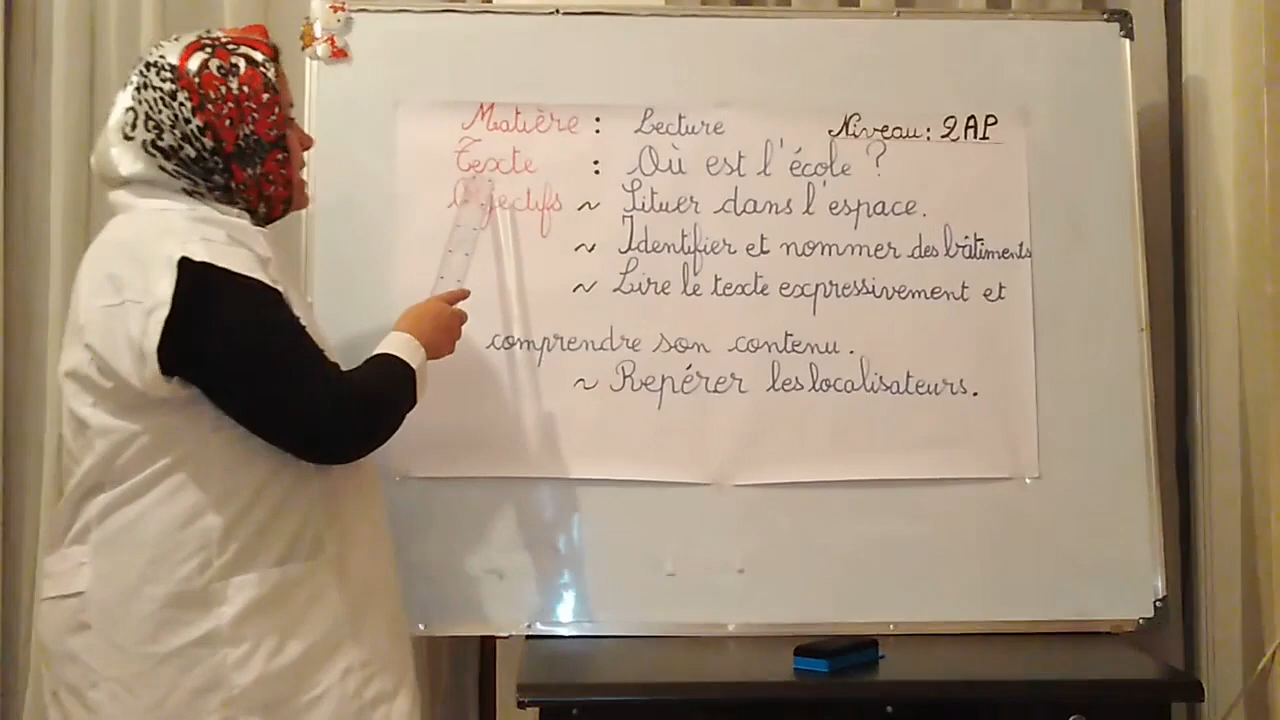 Matière : Lecture Niveau : 2AP
Texte : Où est l'école ?
Objectifs ~ Situer dans l'espace.
~ Identifier et nommer des bâtiments
~ Lire le texte expressivement et
comprendre son contenu.
~ Repérer les localisateurs.